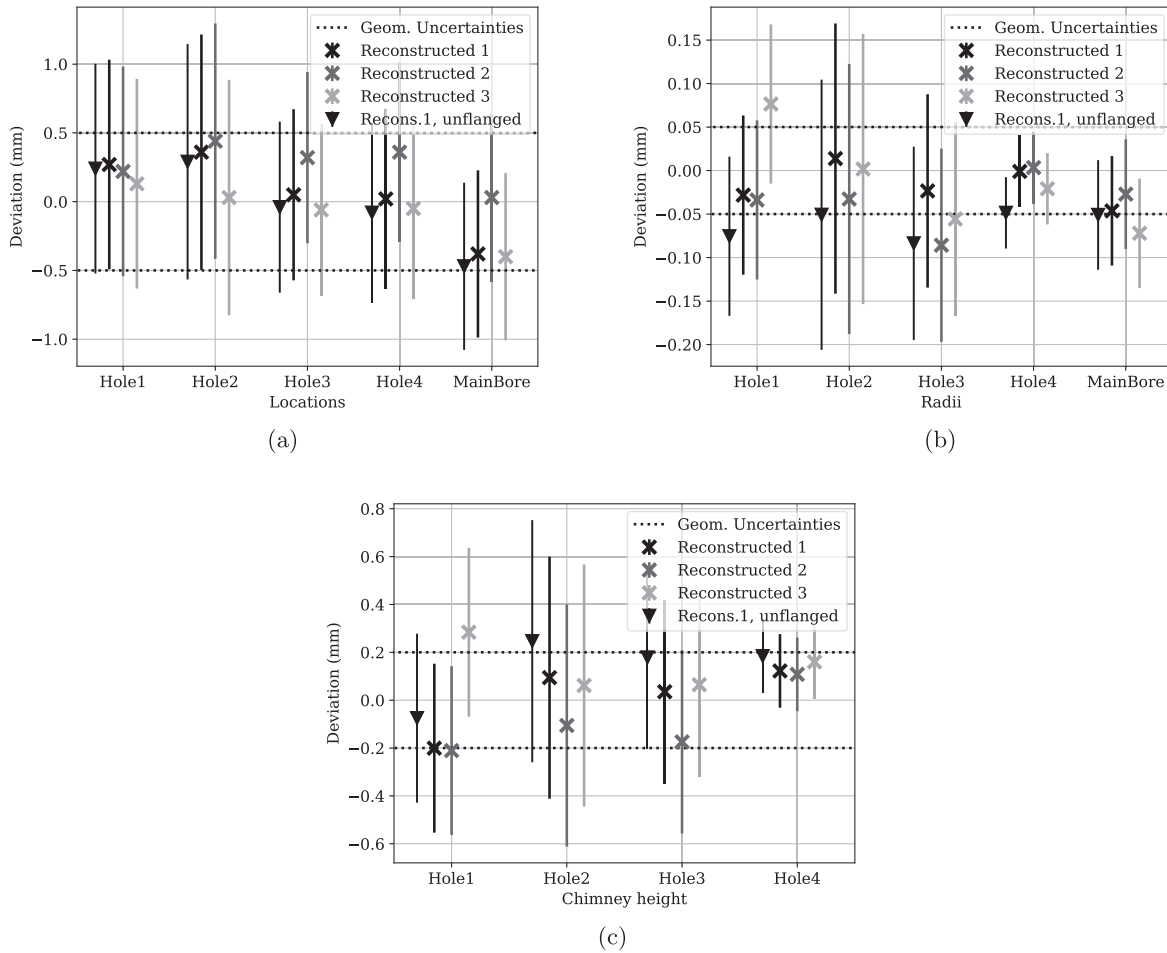 Geom. Uncertainties
Reconstructed 1
Reconstructed 2
Reconstructed 3
Recons.1, unflanged
1.0
0.5
0.0
−0.5
−1.0
Deviation (mm)
Hole1 Hole2 Hole3 Hole4 MainBore
Locations
(a)
Geom. Uncertainties
Reconstructed 1
Reconstructed 2
Reconstructed 3
Recons.1, unflanged
0.15
0.10
0.05
0.00
−0.05
−0.10
−0.15
−0.20
Deviation (mm)
Hole1 Hole2 Hole3 Hole4 MainBore
Radii
(b)
Geom. Uncertainties
Reconstructed 1
Reconstructed 2
Reconstructed 3
Recons.1, unflanged
0.8
0.6
0.4
0.2
0.0
−0.2
−0.4
−0.6
Deviation (mm)
Hole1 Hole2 Hole3 Hole4
Chimney height
(c)